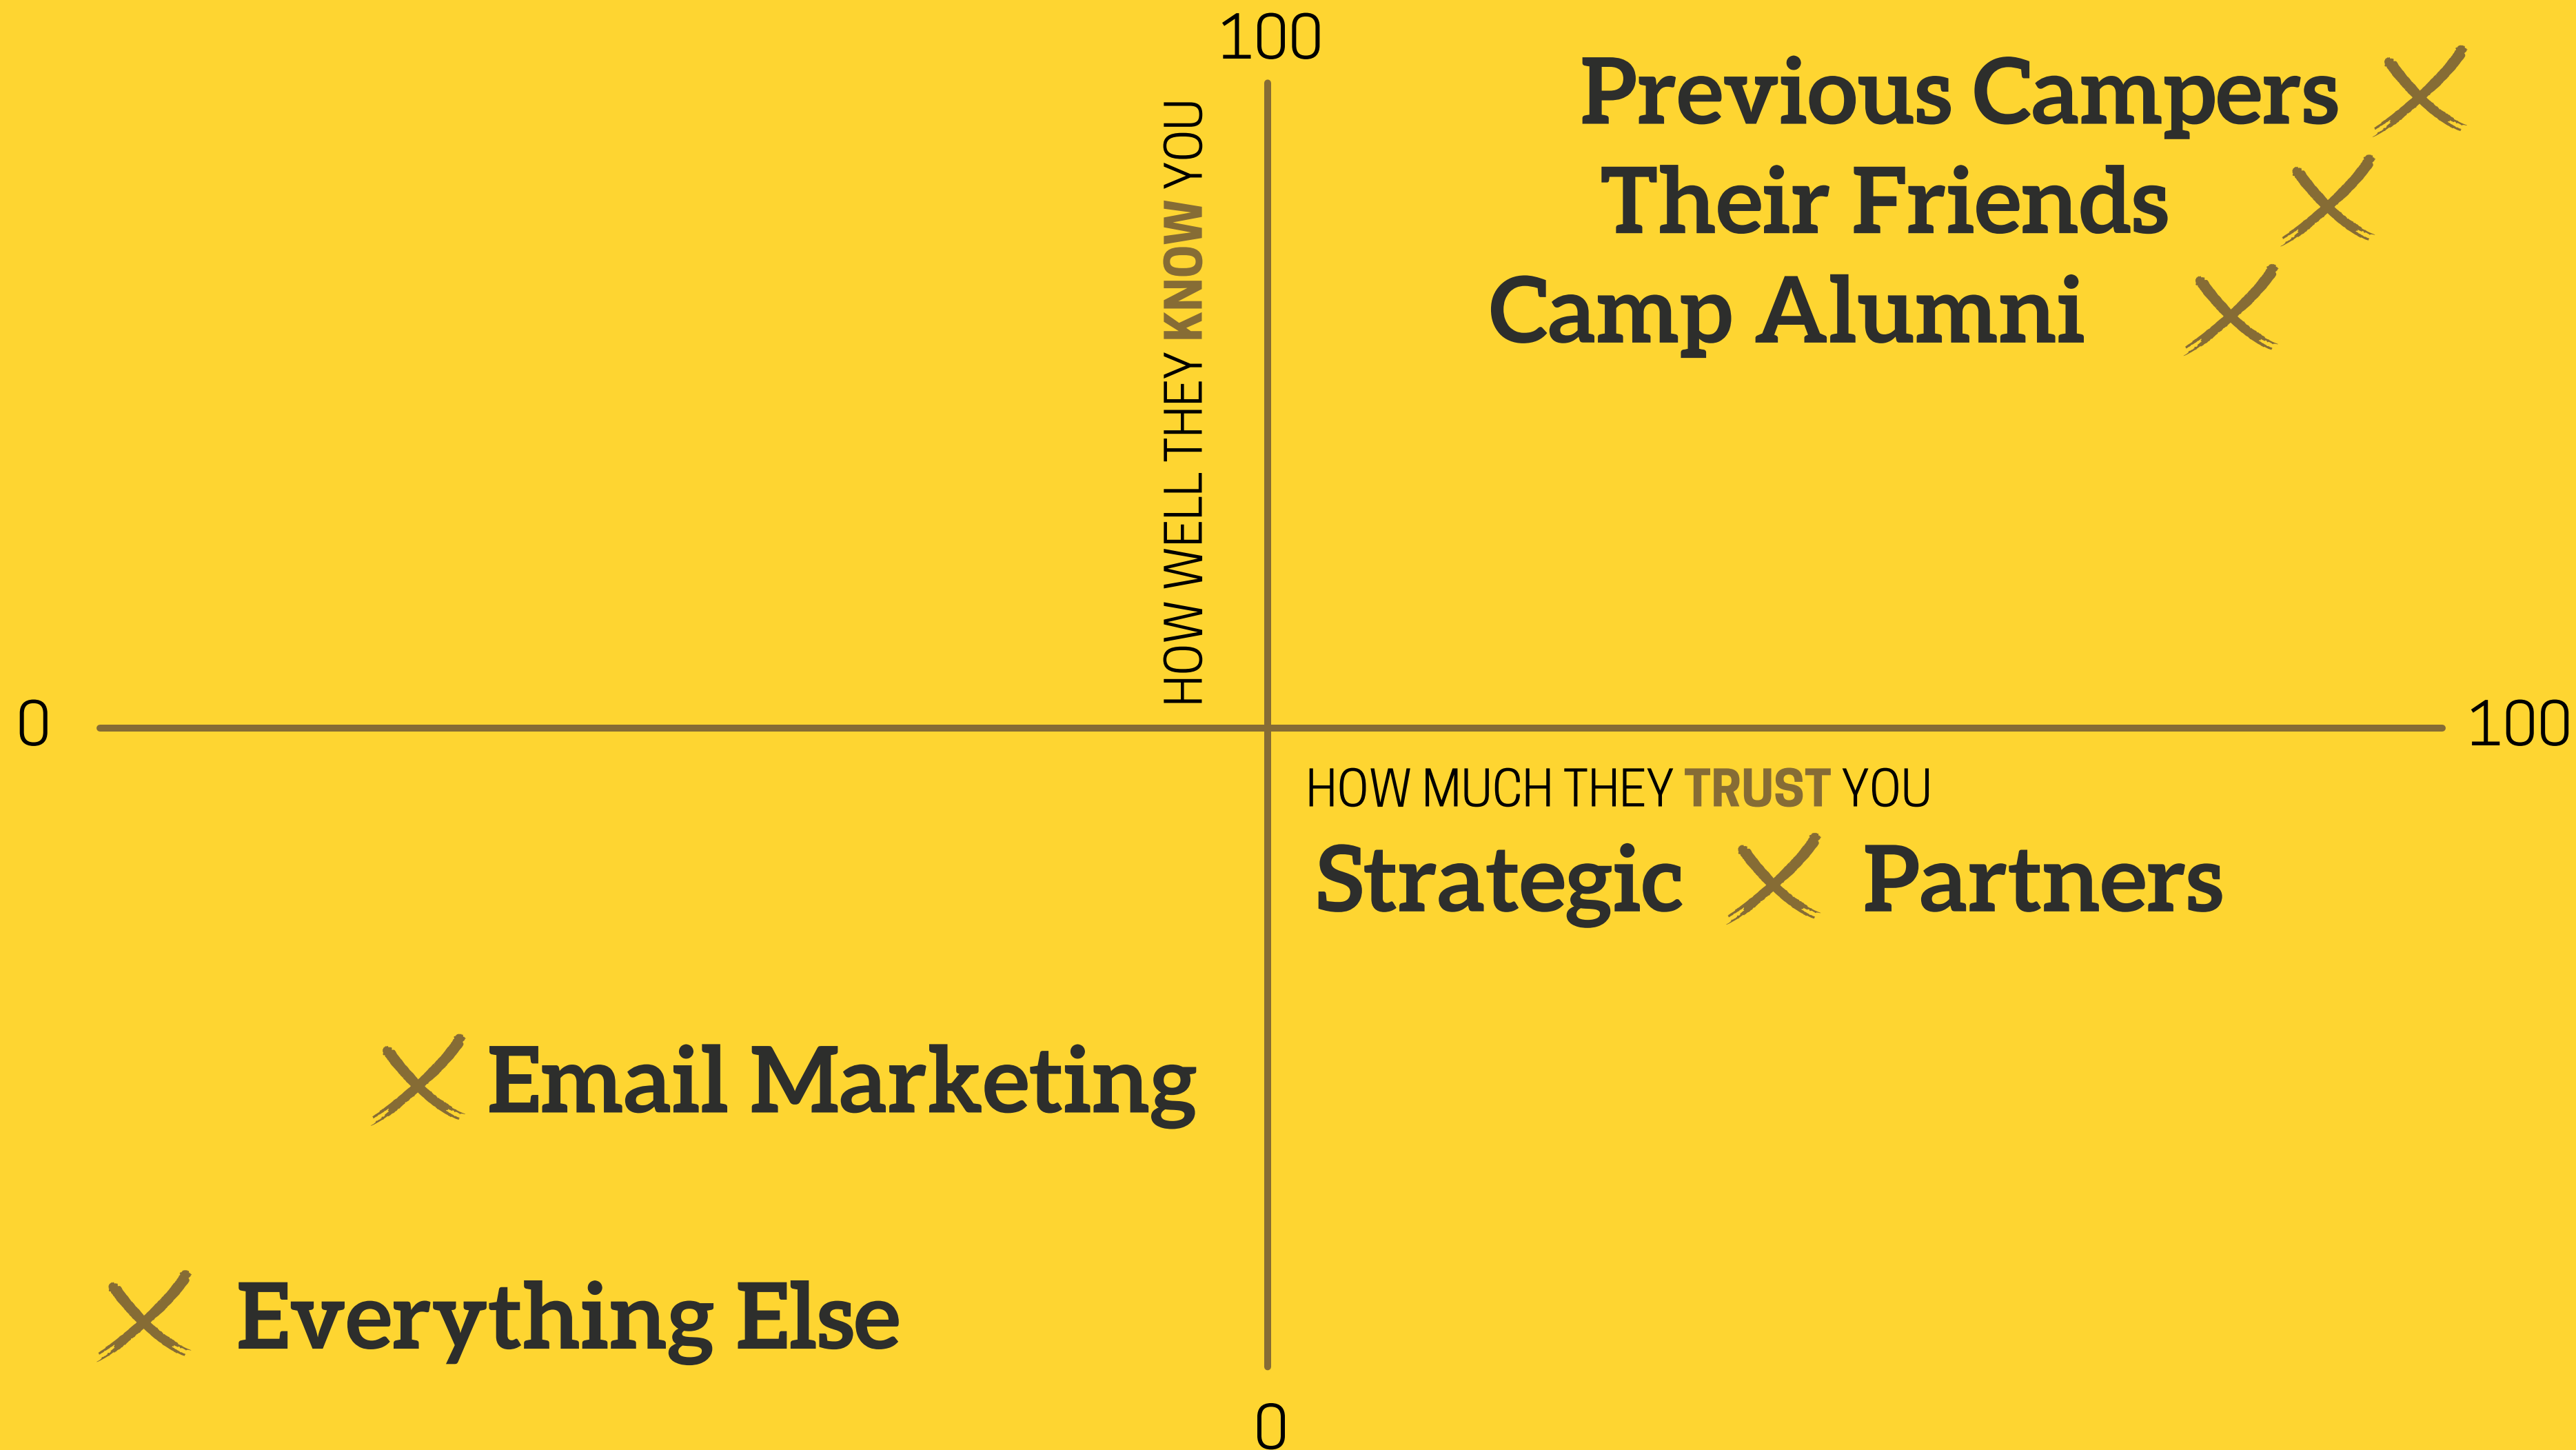 100
Previous Campers
Their Friends
Camp Alumni
HOW WELL THEY KNOW YOU
0
100
HOW MUCH THEY TRUST YOU
Strategic Partners
Email Marketing
Everything Else
0